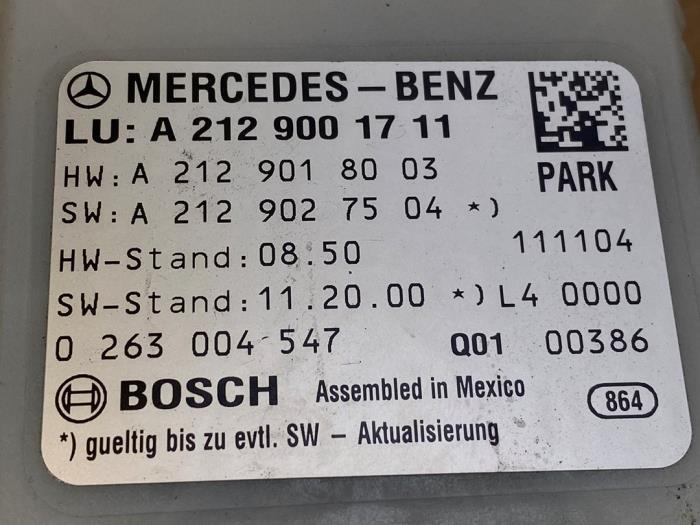 MERCEDES – BENZ
LU: A 212 900 17 11
HW: A 212 901 80 03
PARK
SW: A 212 902 75 04 *)
HW-Stand: 08.50 111104
SW-Stand: 11.20.00 *) L4 0000
0 263 004 547 Q01 00386
BOSCH Assembled in Mexico 864
*) gueltig bis zu evtl. SW – Aktualisierung